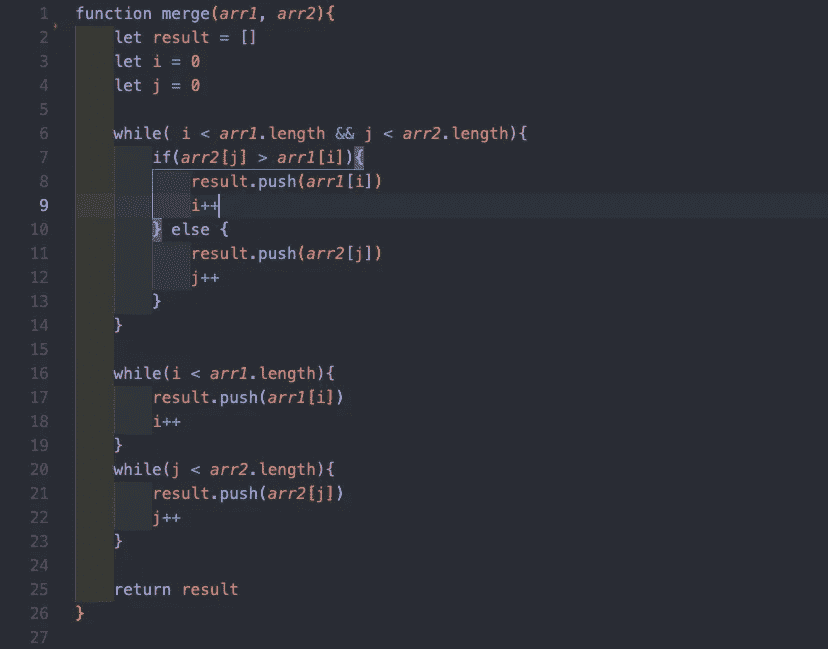 1 function merge(arr1, arr2){
2     let result = []
3     let i = 0
4     let j = 0
5
6     while( i < arr1.length && j < arr2.length){
7         if(arr2[j] > arr1[i]){
8             result.push(arr1[i])
9             i++
10         } else {
11             result.push(arr2[j])
12             j++
13         }
14     }
15
16     while(i < arr1.length){
17         result.push(arr1[i])
18         i++
19     }
20     while(j < arr2.length){
21         result.push(arr2[j])
22         j++
23     }
24
25     return result
26 }
27